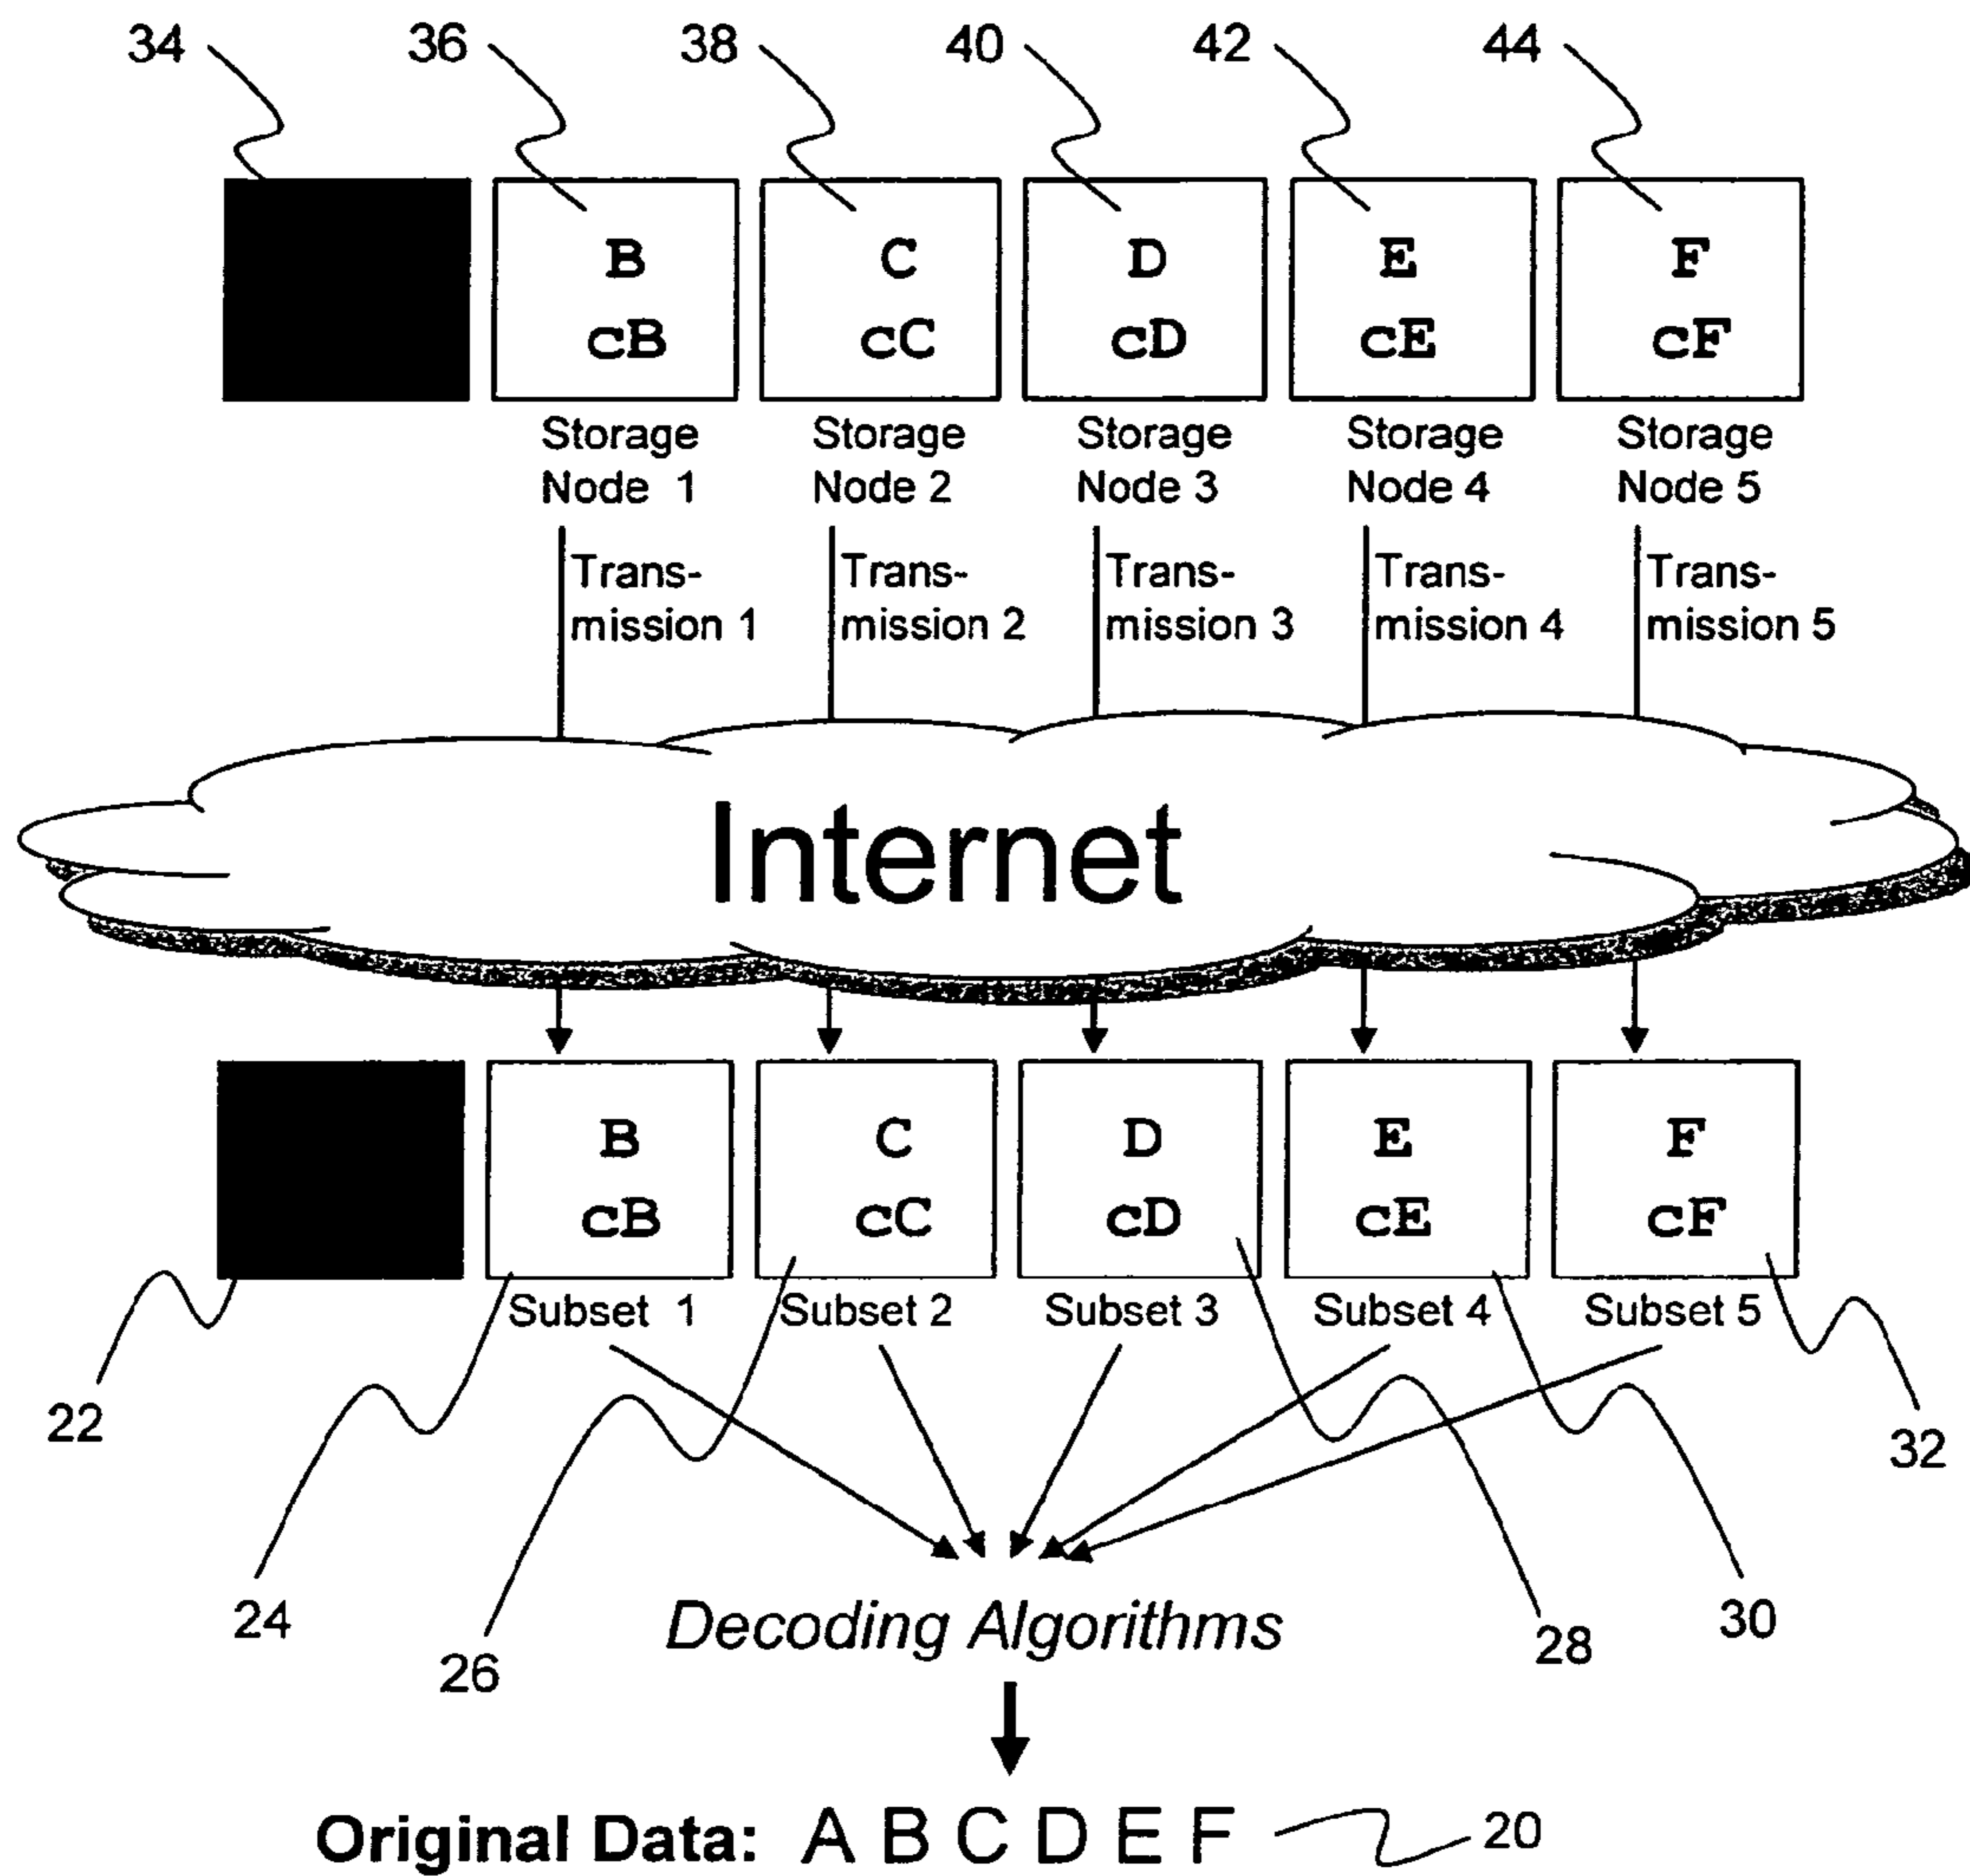 34 36 38 40 42 44
B C D E F
cB cC cD cE cF
Storage Storage Storage Storage Storage
Node 1 Node 2 Node 3 Node 4 Node 5
Trans- Trans- Trans- Trans- Trans-
mission 1 mission 2 mission 3 mission 4 mission 5
Internet
B C D E F
cB cC cD cE cF
Subset 1 Subset 2 Subset 3 Subset 4 Subset 5
22 32
24 26 28 30
Decoding Algorithms
Original Data: A B C D E F 20